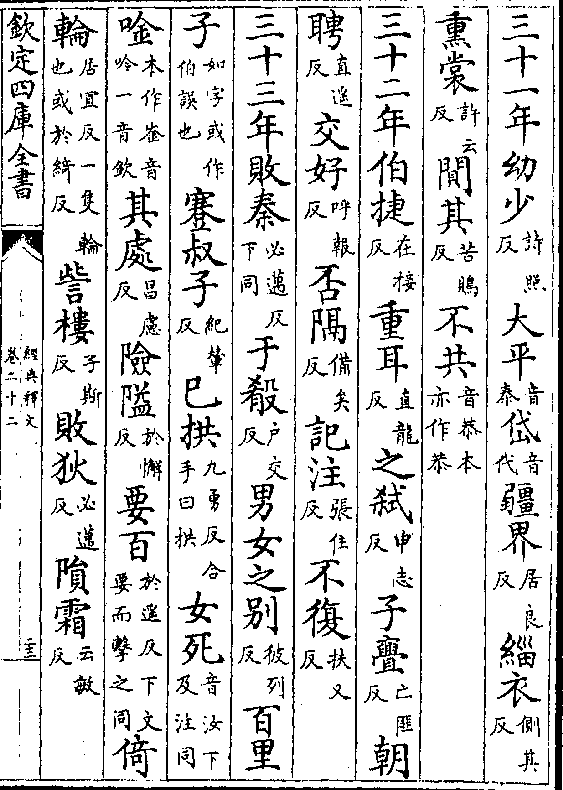 三十一年幼少詩照反大平音泰岱音代疆界居良反緇衣側其反
熏裳許云反閴其苦鵙反不共音恭本亦作恭
三十二年伯捷在接反重耳直龍反之弑申志反子亹亡匪反朝
聘直遥反交好呼報反否隔備矣反記注張住反不復扶又反
三十三年敗秦必邁反下同于殽户交反男女之别彼列反百里
子如字或作伯誤也蹇叔子紀輦反巳拱九勇反合手曰拱女死音汝下及注同
唫本作崟音吟一音欽其處昌慮反險隘於懈反要百於遥反下文要而擊之同倚
輪居宜反一隻輪也或於綺反訾樓子斯反敗狄必邁反隕霜云敏反
欽定四庫全書
經典釋文
卷二十二